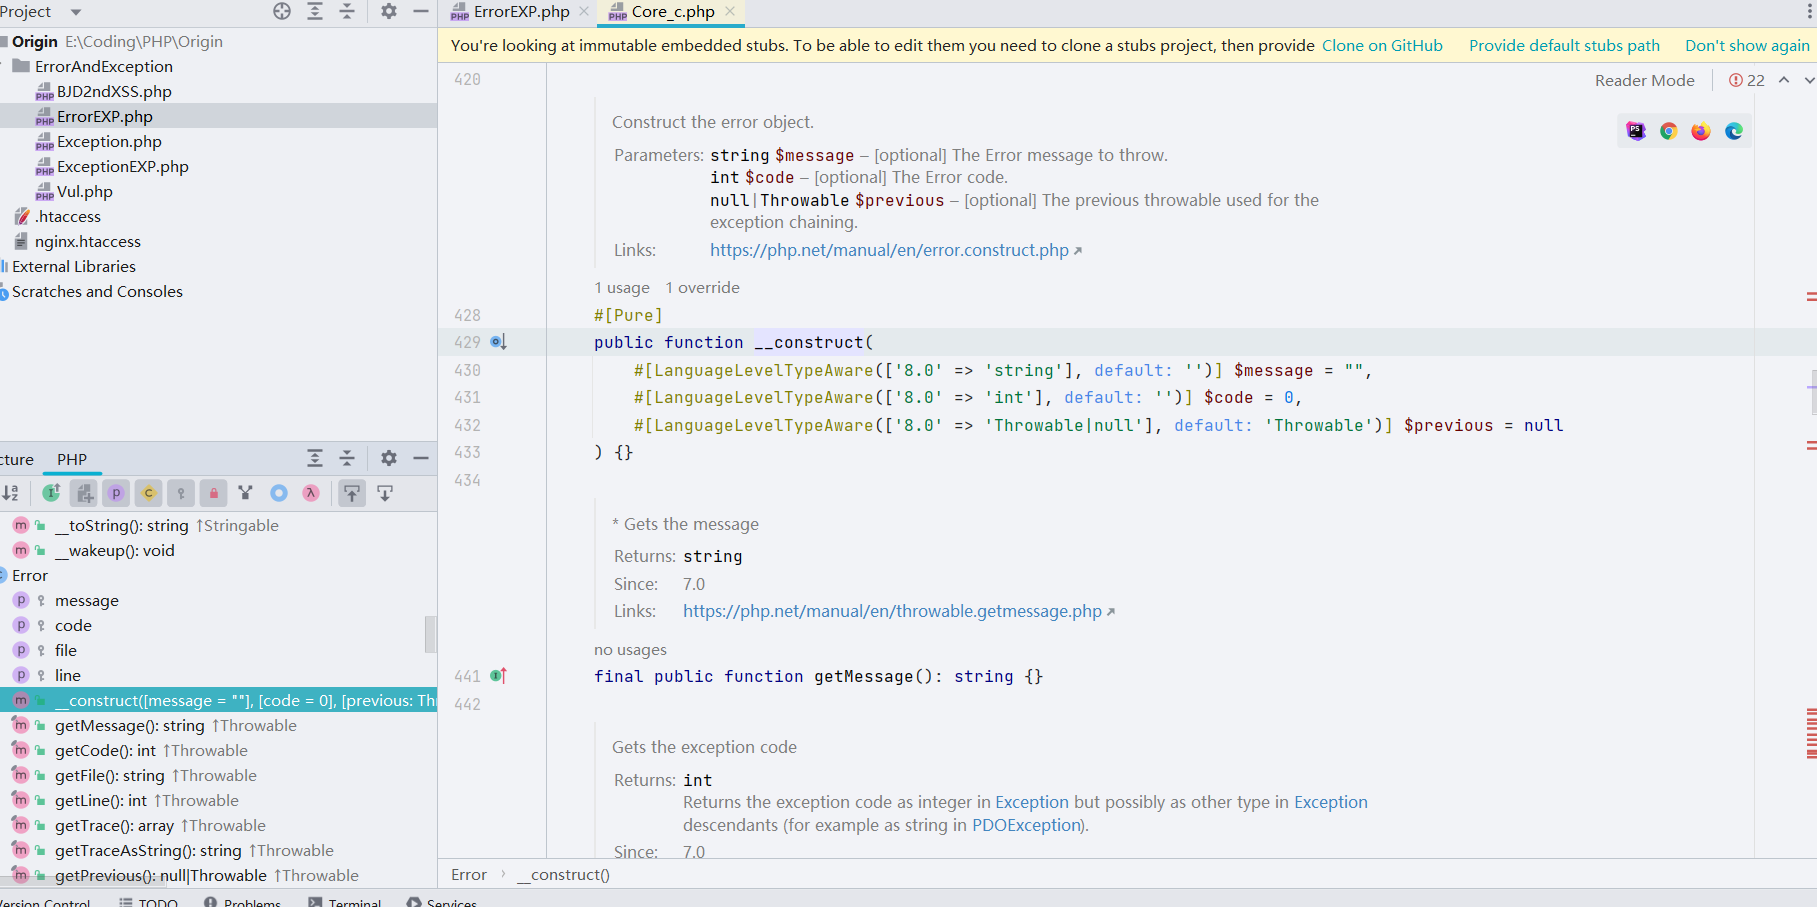 Project
Origin E:\Coding\PHP\Origin
ErrorAndException
BJD2ndXSS.php
ErrorEXP.php
Exception.php
ExceptionEXP.php
Vul.php
.htaccess
nginx.htaccess
External Libraries
Scratches and Consoles
cture PHP
__toString(): string ↑Stringable
__wakeup(): void
Error
message
code
file
line
__construct([message = ""], [code = 0], [previous: Thr
getMessage(): string ↑Throwable
getCode(): int ↑Throwable
getFile(): string ↑Throwable
getLine(): int ↑Throwable
getTrace(): array ↑Throwable
getTraceAsString(): string ↑Throwable
getPrevious(): null|Throwable ↑Throwable
ErrorEXP.php
Core_c.php
You're looking at immutable embedded stubs. To be able to edit them you need to clone a stubs project, then provide Clone on GitHub Provide default stubs path Don't show again
420
Reader Mode 22
Construct the error object.
Parameters: string $message – [optional] The Error message to throw.
int $code – [optional] The Error code.
null|Throwable $previous – [optional] The previous throwable used for the
exception chaining.
Links: https://php.net/manual/en/error.construct.php
1 usage 1 override
428 #[Pure]
429 public function __construct(
430 #[LanguageLevelTypeAware(['8.0' => 'string'], default: '')] $message = "",
431 #[LanguageLevelTypeAware(['8.0' => 'int'], default: '')] $code = 0,
432 #[LanguageLevelTypeAware(['8.0' => 'Throwable|null'], default: 'Throwable')] $previous = null
433 ) {}
434
* Gets the message
Returns: string
Since: 7.0
Links: https://php.net/manual/en/throwable.getmessage.php
no usages
441 final public function getMessage(): string {}
442
Gets the exception code
Returns: int
Returns the exception code as integer in Exception but possibly as other type in Exception
descendants (for example as string in PDOException).
Since: 7.0
Error › __construct()
Version Control TODO Problems Terminal Services